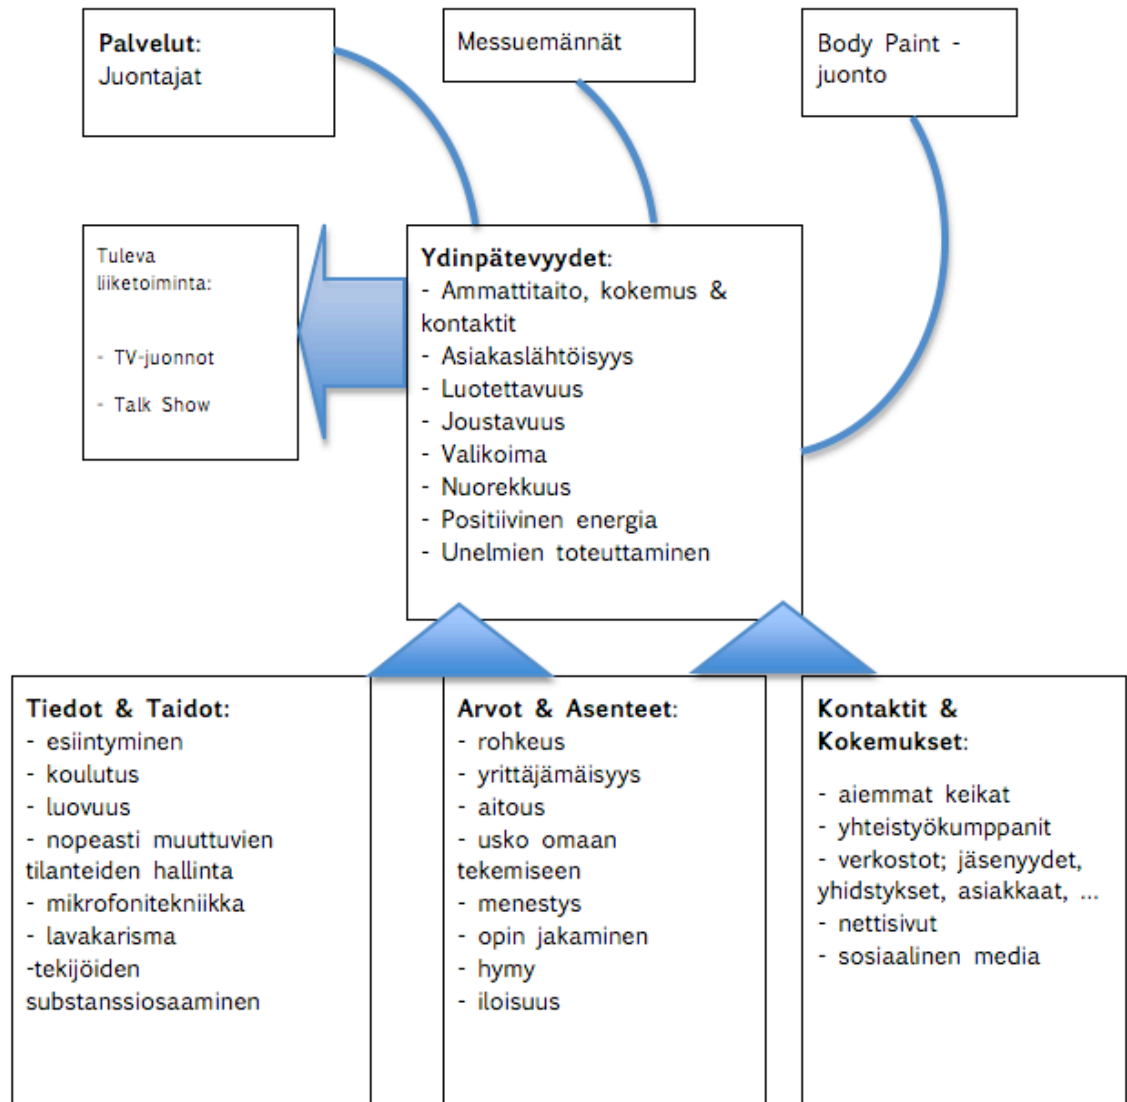 Palvelut:
Juontajat
Messuemännät
Body Paint -
juonto
Tuleva
liiketoiminta:
- TV-juonnot
- Talk Show
Ydinpätevyydet:
- Ammattitaito, kokemus &
kontaktit
- Asiakaslähtöisyys
- Luotettavuus
- Joustavuus
- Valikoima
- Nuorekkuus
- Positiivinen energia
- Unelmien toteuttaminen
Tiedot & Taidot:
- esiintyminen
- koulutus
- luovuus
- nopeasti muuttuvien
tilanteiden hallinta
- mikrofonitekniikka
- lavakarisma
-tekijöiden
substanssiosaaminen
Arvot & Asenteet:
- rohkeus
- yrittäjämäisyys
- aitous
- usko omaan
tekemiseen
- menestys
- opin jakaminen
- hymy
- iloisuus
Kontaktit &
Kokemukset:
- aiemmat keikat
- yhteistyökumppanit
- verkostot; jäsenyydet,
yhidstykset, asiakkaat, ...
- nettisivut
- sosiaalinen media